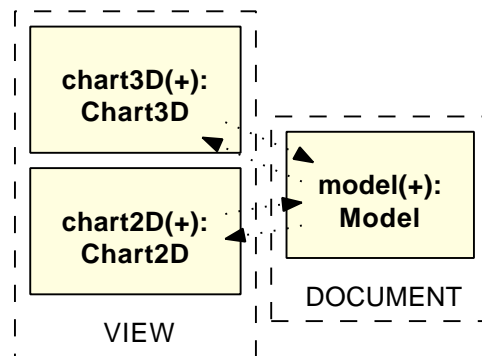 chart3D(+):
Chart3D
chart2D(+):
Chart2D
VIEW
model(+):
Model
DOCUMENT